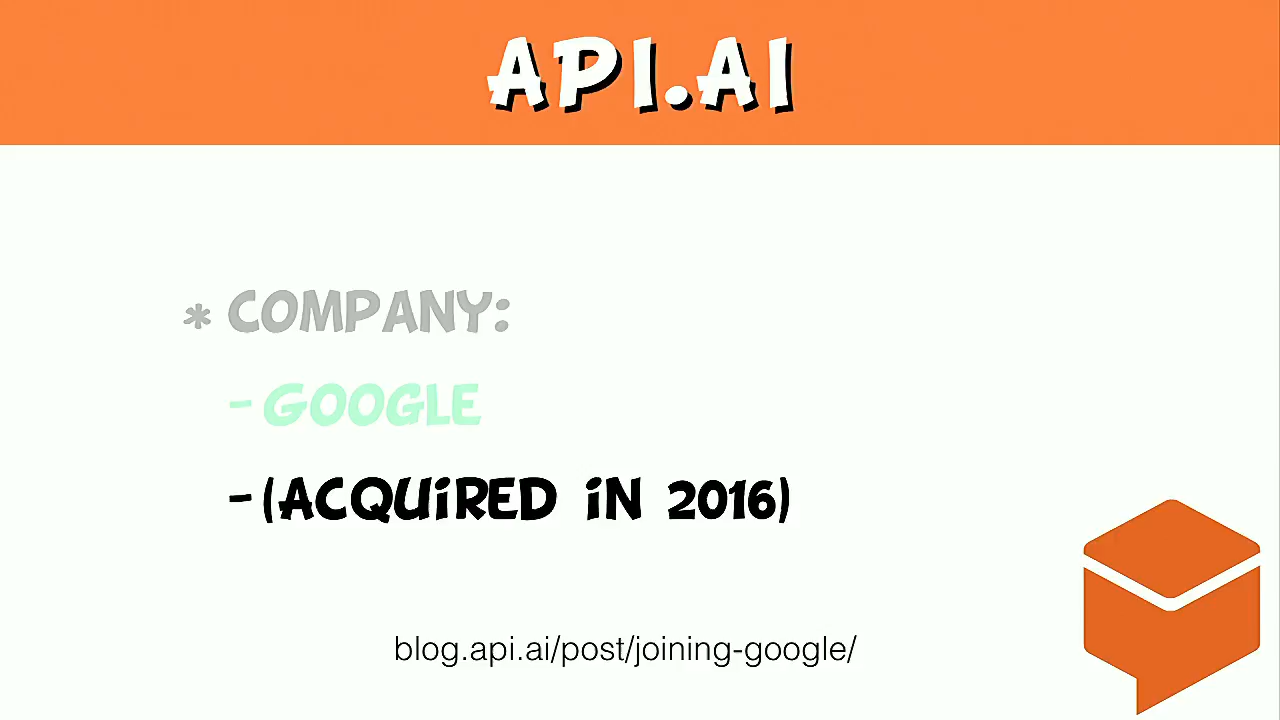 API.AI
* COMPANY:
- GOOGLE
- (ACQUIRED IN 2016)
blog.api.ai/post/joining-google/